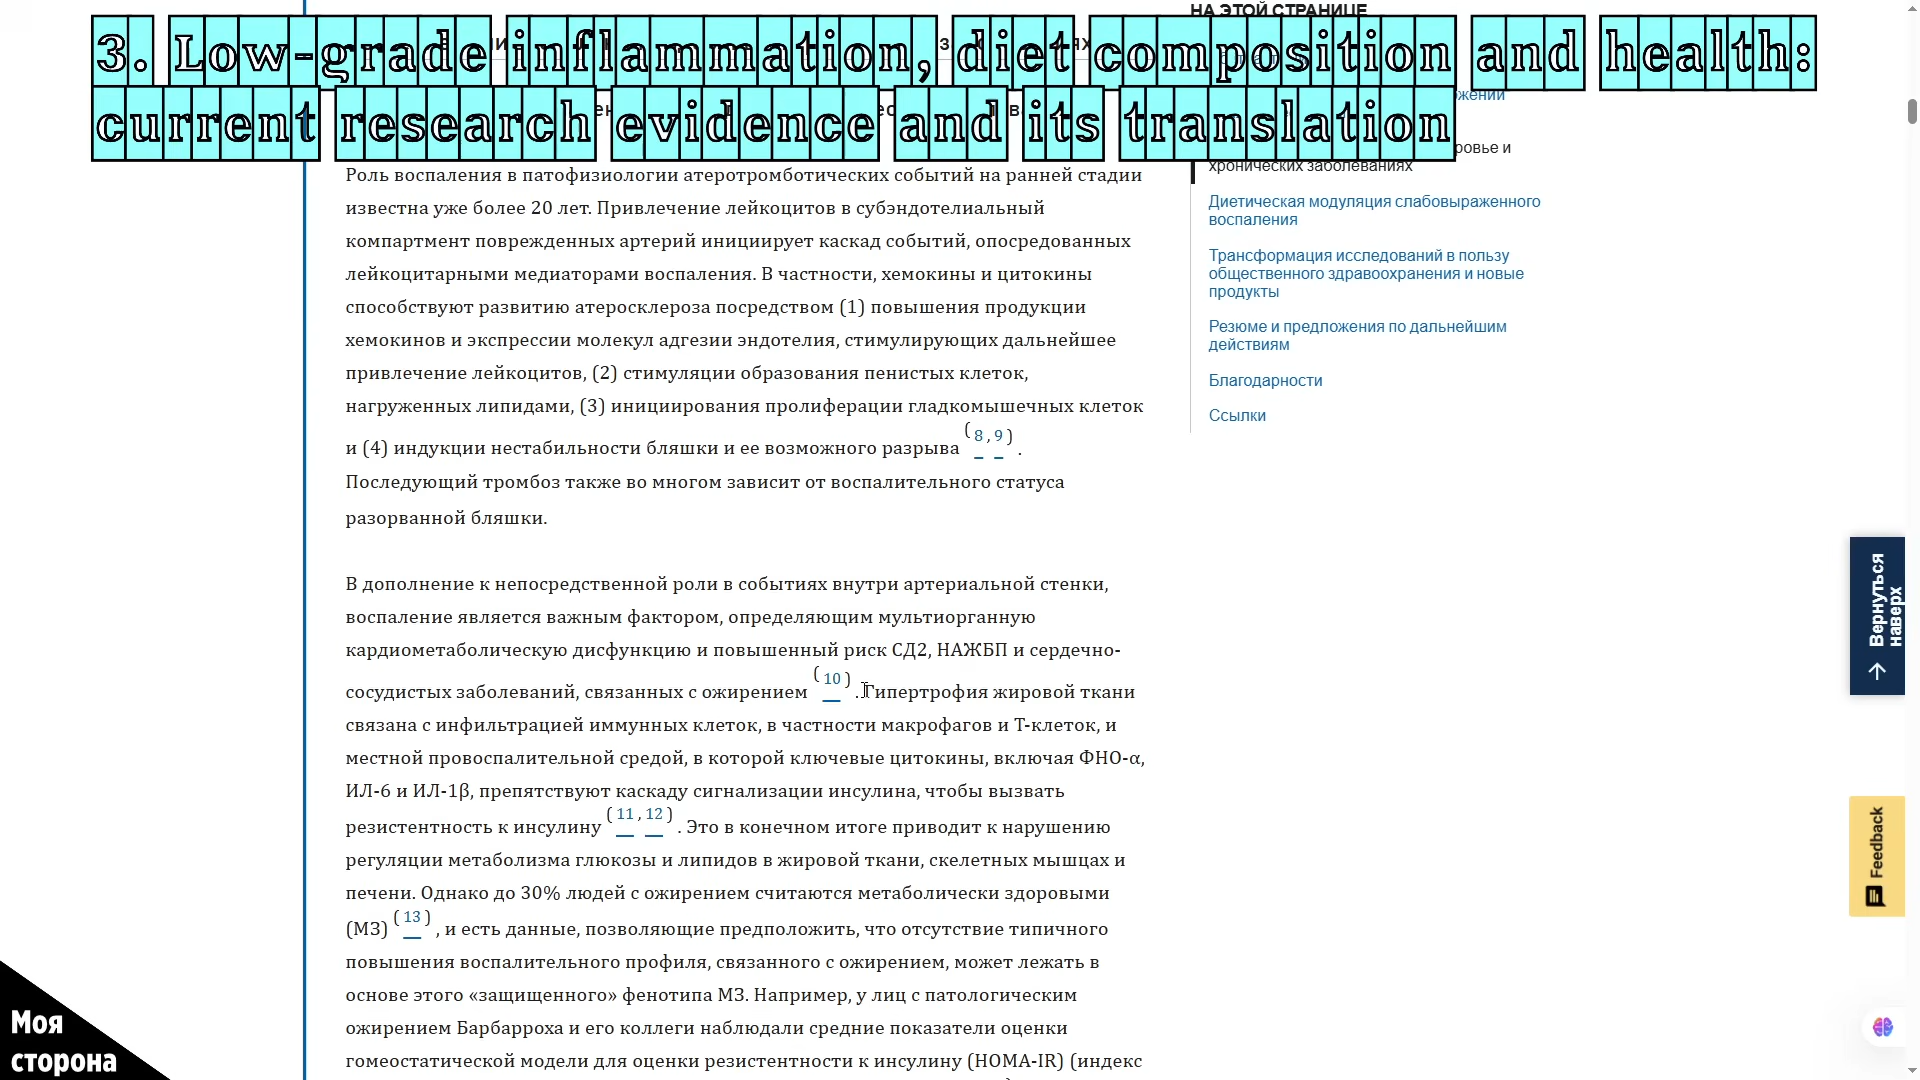 НА ЭТОЙ СТРАНИЦЕ
3. Low-grade inflammation, diet composition and health:
current research evidence and its translation
Роль воспаления в патофизиологии атеротромботических событий на ранней стадии
известна уже более 20 лет. Привлечение лейкоцитов в субэндотелиальный
компартмент поврежденных артерий инициирует каскад событий, опосредованных
лейкоцитарными медиаторами воспаления. В частности, хемокины и цитокины
способствуют развитию атеросклероза посредством (1) повышения продукции
хемокинов и экспрессии молекул адгезии эндотелия, стимулирующих дальнейшее
привлечение лейкоцитов, (2) стимуляции образования пенистых клеток,
нагруженных липидами, (3) инициирования пролиферации гладкомышечных клеток
и (4) индукции нестабильности бляшки и ее возможного разрыва (8,9).
Последующий тромбоз также во многом зависит от воспалительного статуса
разорванной бляшки.
В дополнение к непосредственной роли в событиях внутри артериальной стенки,
воспаление является важным фактором, определяющим мультиорганную
кардиометаболическую дисфункцию и повышенный риск СД2, НАЖБП и сердечно-
сосудистых заболеваний, связанных с ожирением (10). Гипертрофия жировой ткани
связана с инфильтрацией иммунных клеток, в частности макрофагов и Т-клеток, и
местной провоспалительной средой, в которой ключевые цитокины, включая ФНО-α,
ИЛ-6 и ИЛ-1β, препятствуют каскаду сигнализации инсулина, чтобы вызвать
резистентность к инсулину (11,12). Это в конечном итоге приводит к нарушению
регуляции метаболизма глюкозы и липидов в жировой ткани, скелетных мышцах и
печени. Однако до 30% людей с ожирением считаются метаболически здоровыми
(МЗ) (13), и есть данные, позволяющие предположить, что отсутствие типичного
повышения воспалительного профиля, связанного с ожирением, может лежать в
основе этого «защищенного» фенотипа МЗ. Например, у лиц с патологическим
ожирением Барбарроха и его коллеги наблюдали средние показатели оценки
гомеостатической модели для оценки резистентности к инсулину (HOMA-IR) (индекс
хронических заболеваниях
Диетическая модуляция слабовыраженного
воспаления
Трансформация исследований в пользу
общественного здравоохранения и новые
продукты
Резюме и предложения по дальнейшим
действиям
Благодарности
Ссылки
Вернуться
наверх
Feedback
Моя
сторона